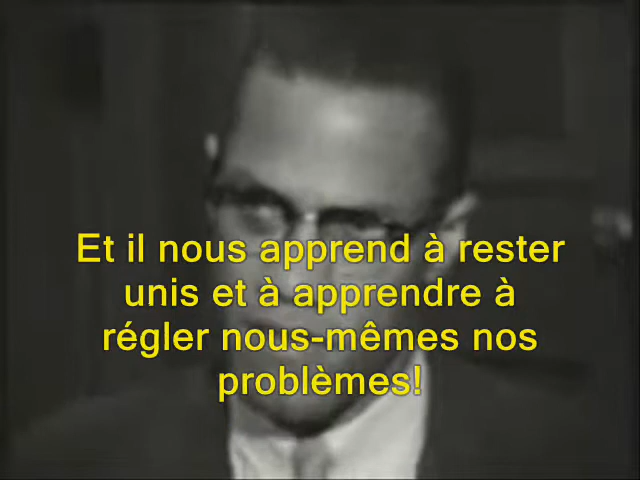 Et il nous apprend à rester
unis et à apprendre à
régler nous-mêmes nos
problèmes!